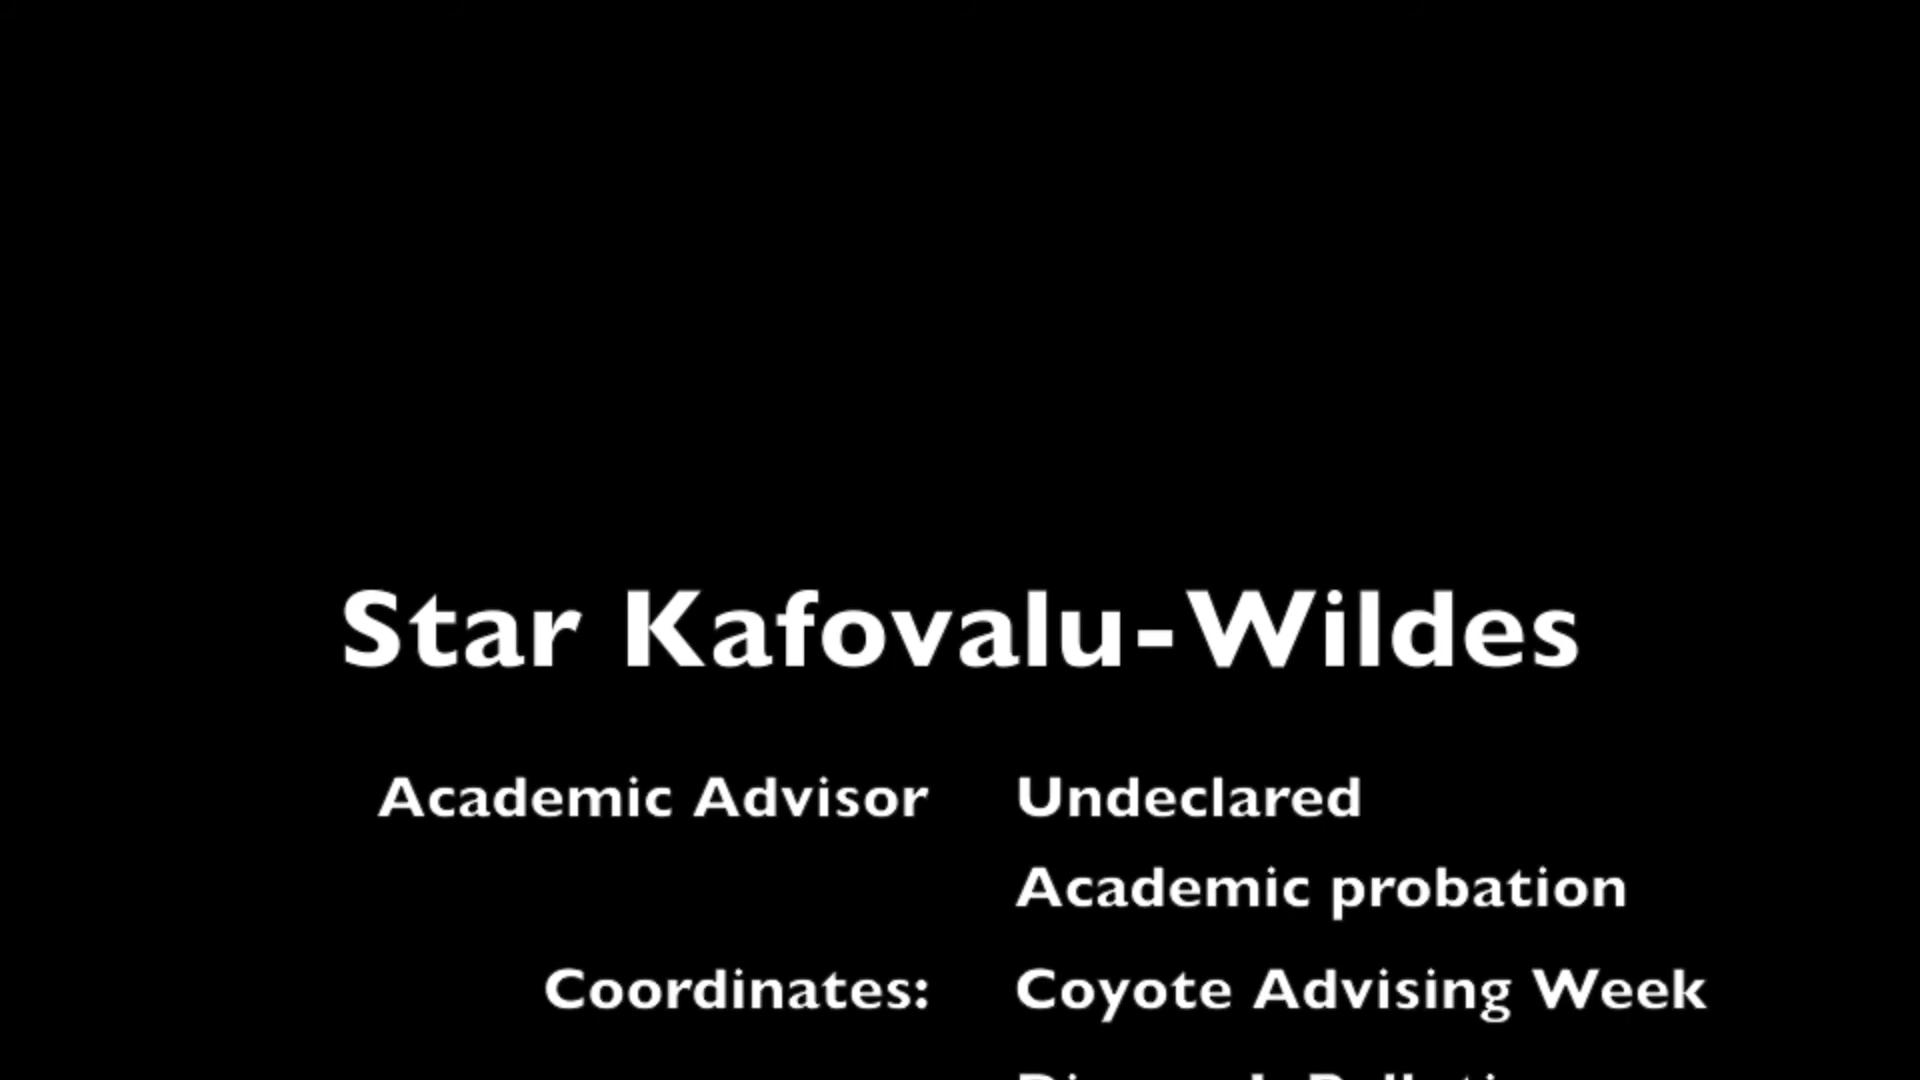 Star Kafovalu-Wildes
Academic Advisor Undeclared
Academic probation
Coordinates: Coyote Advising Week